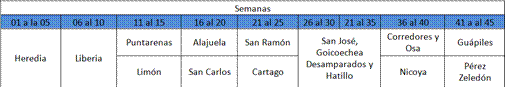 Semanas
01 a la 05 06 al 10 11 al 15 16 al 20 21 al 25 26 al 30 21 al 35 36 al 40 41 a al 45
Heredia
Liberia
Puntarenas
Limón
Alajuela
San Carlos
San Ramón
Cartago
San José,
Goicoechea
Desamparados y
Hatillo
Corredores y
Osa
Nicoya
Guápiles
Pérez
Zeledón